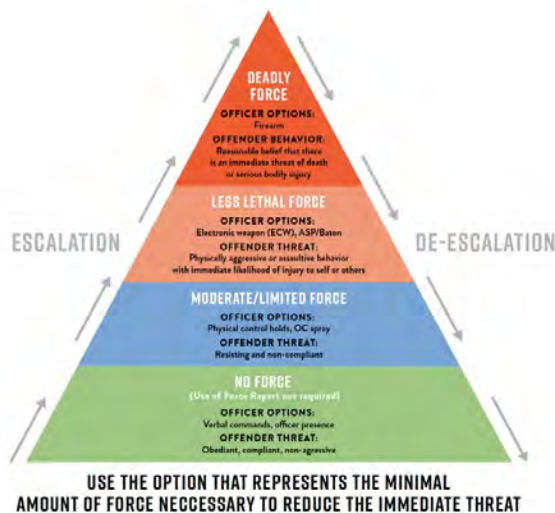 DEADLY
FORCE
OFFICER OPTIONS:
Firearm
OFFENDER BEHAVIOR:
Reasonable belief that there
is an immediate threat of death
or serious bodily injury
LESS LETHAL FORCE
OFFICER OPTIONS:
Electronic weapon (ECW), ASP/Baton
OFFENDER THREAT:
Physically aggressive or assaultive behavior
with immediate likelihood of injury to self or others
ESCALATION
DE-ESCALATION
MODERATE/LIMITED FORCE
OFFICER OPTIONS:
Physical control holds, OC spray
OFFENDER THREAT:
Resisting and non-compliant
NO FORCE
(Use of Force Report not required)
OFFICER OPTIONS:
Verbal commands, officer presence
OFFENDER THREAT:
Obediant, compliant, non-agressive
USE THE OPTION THAT REPRESENTS THE MINIMAL
AMOUNT OF FORCE NECCESSARY TO REDUCE THE IMMEDIATE THREAT